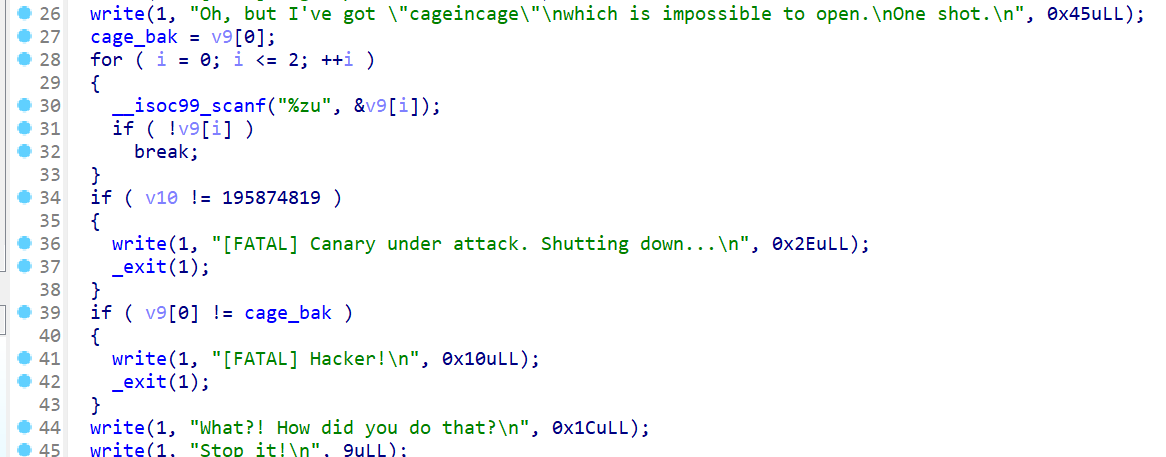 26 write(1, "Oh, but I've got \"cageincage\"\nwhich is impossible to open.\nOne shot.\n", 0x45uLL);
27 cage_bak = v9[0];
28 for ( i = 0; i <= 2; ++i )
29 {
30 __isoc99_scanf("%zu", &v9[i]);
31 if ( !v9[i] )
32 break;
33 }
34 if ( v10 != 195874819 )
35 {
36 write(1, "[FATAL] Canary under attack. Shutting down...\n", 0x2EuLL);
37 _exit(1);
38 }
39 if ( v9[0] != cage_bak )
40 {
41 write(1, "[FATAL] Hacker!\n", 0x10uLL);
42 _exit(1);
43 }
44 write(1, "What?! How did you do that?\n", 0x1CuLL);
45 write(1, "Stop it!\n", 9uLL);